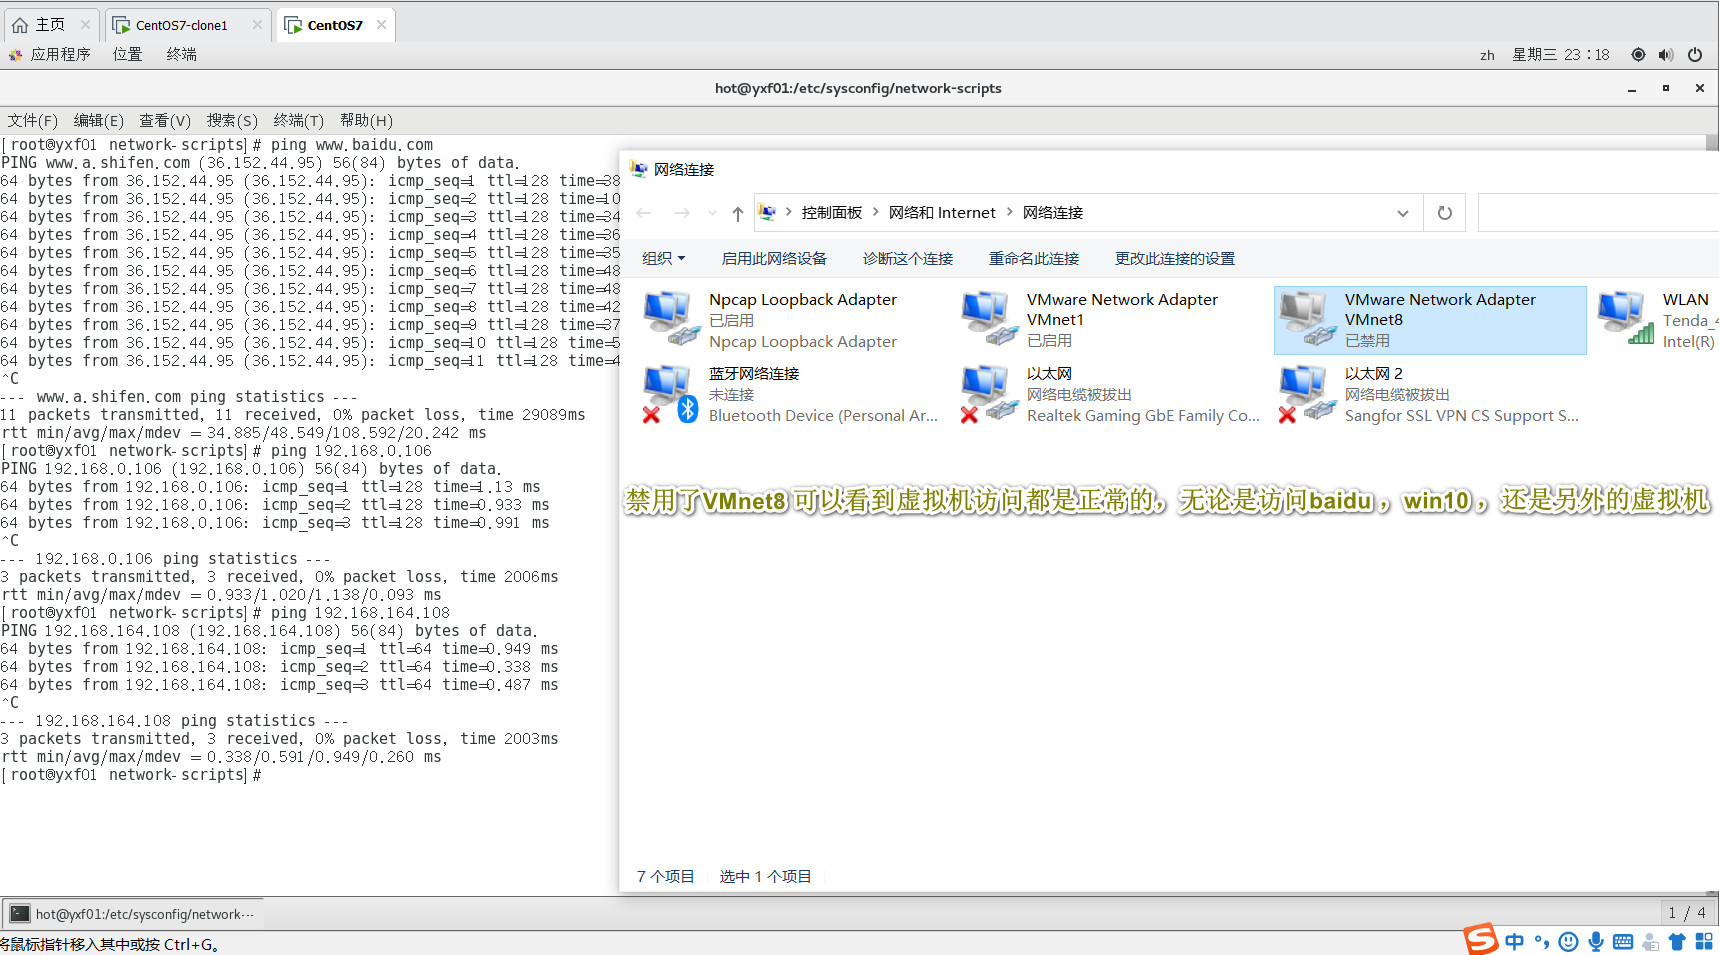 主页
CentOS7-clone1
CentOS7
应用程序 位置 终端
zh 星期三 23：18
hot@yxf01:/etc/sysconfig/network-scripts
文件(F) 编辑(E) 查看(V) 搜索(S) 终端(T) 帮助(H)
[root@yxf01 network-scripts]# ping www.baidu.com
PING www.a.shifen.com (36.152.44.95) 56(84) bytes of data.
64 bytes from 36.152.44.95 (36.152.44.95): icmp_seq=1 ttl=128 time=38
64 bytes from 36.152.44.95 (36.152.44.95): icmp_seq=2 ttl=128 time=10
64 bytes from 36.152.44.95 (36.152.44.95): icmp_seq=3 ttl=128 time=34
64 bytes from 36.152.44.95 (36.152.44.95): icmp_seq=4 ttl=128 time=36
64 bytes from 36.152.44.95 (36.152.44.95): icmp_seq=5 ttl=128 time=35
64 bytes from 36.152.44.95 (36.152.44.95): icmp_seq=6 ttl=128 time=48
64 bytes from 36.152.44.95 (36.152.44.95): icmp_seq=7 ttl=128 time=48
64 bytes from 36.152.44.95 (36.152.44.95): icmp_seq=8 ttl=128 time=42
64 bytes from 36.152.44.95 (36.152.44.95): icmp_seq=9 ttl=128 time=37
64 bytes from 36.152.44.95 (36.152.44.95): icmp_seq=10 ttl=128 time=5
64 bytes from 36.152.44.95 (36.152.44.95): icmp_seq=11 ttl=128 time=4
^C
--- www.a.shifen.com ping statistics ---
11 packets transmitted, 11 received, 0% packet loss, time 29089ms
rtt min/avg/max/mdev = 34.885/48.549/108.592/20.242 ms
[root@yxf01 network-scripts]# ping 192.168.0.106
PING 192.168.0.106 (192.168.0.106) 56(84) bytes of data.
64 bytes from 192.168.0.106: icmp_seq=1 ttl=128 time=1.13 ms
64 bytes from 192.168.0.106: icmp_seq=2 ttl=128 time=0.933 ms
64 bytes from 192.168.0.106: icmp_seq=3 ttl=128 time=0.991 ms
^C
--- 192.168.0.106 ping statistics ---
3 packets transmitted, 3 received, 0% packet loss, time 2006ms
rtt min/avg/max/mdev = 0.933/1.020/1.138/0.093 ms
[root@yxf01 network-scripts]# ping 192.168.164.108
PING 192.168.164.108 (192.168.164.108) 56(84) bytes of data.
64 bytes from 192.168.164.108: icmp_seq=1 ttl=64 time=0.949 ms
64 bytes from 192.168.164.108: icmp_seq=2 ttl=64 time=0.338 ms
64 bytes from 192.168.164.108: icmp_seq=3 ttl=64 time=0.487 ms
^C
--- 192.168.164.108 ping statistics ---
3 packets transmitted, 3 received, 0% packet loss, time 2003ms
rtt min/avg/max/mdev = 0.338/0.591/0.949/0.260 ms
[root@yxf01 network-scripts]#
网络连接
控制面板 › 网络和 Internet › 网络连接
组织 启用此网络设备 诊断这个连接 重命名此连接 更改此连接的设置
Npcap Loopback Adapter
已启用
Npcap Loopback Adapter
VMware Network Adapter
VMnet1
已启用
VMware Network Adapter
VMnet8
已禁用
WLAN
Tenda_4
Intel(R)
蓝牙网络连接
未连接
Bluetooth Device (Personal Ar...
以太网
网络电缆被拔出
Realtek Gaming GbE Family Co...
以太网 2
网络电缆被拔出
Sangfor SSL VPN CS Support S...
禁用了VMnet8 可以看到虚拟机访问都是正常的，无论是访问baidu，win10，还是另外的虚拟机
7 个项目 选中 1 个项目
hot@yxf01:/etc/sysconfig/network-···
1 / 4
将鼠标指针移入其中或按 Ctrl+G。
中